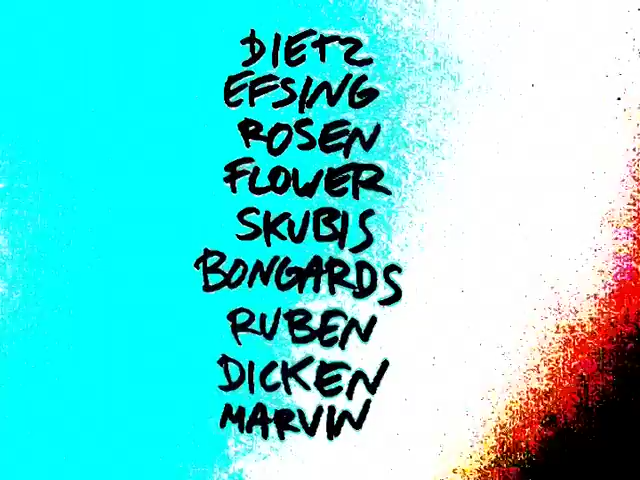 DIETZ
EFSING
ROSEN
FLOWER
SKUBIS
BONGARDS
RUBEN
DICKEN
MARVIN